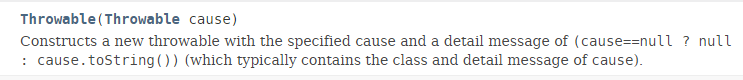 Throwable(Throwable cause)
Constructs a new throwable with the specified cause and a detail message of (cause==null ? null
: cause.toString()) (which typically contains the class and detail message of cause).